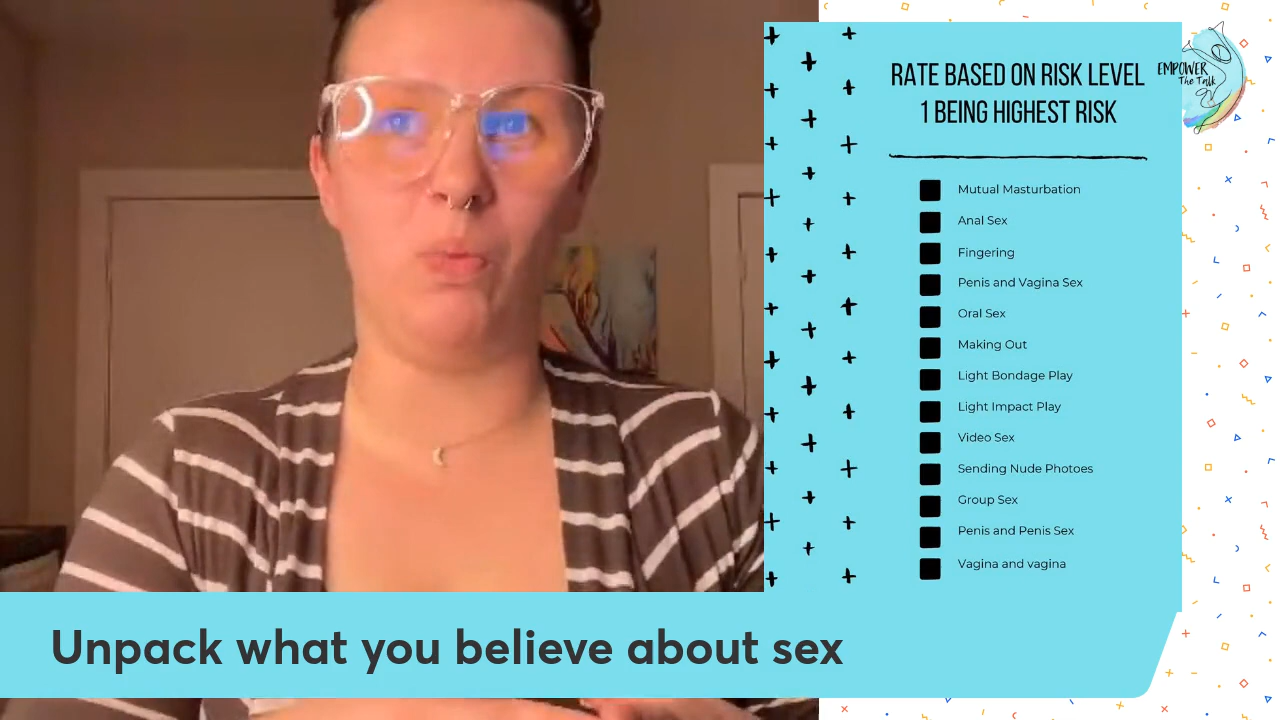 RATE BASED ON RISK LEVEL
1 BEING HIGHEST RISK
EMPOWER
The Talk
Mutual Masturbation
Anal Sex
Fingering
Penis and Vagina Sex
Oral Sex
Making Out
Light Bondage Play
Light Impact Play
Video Sex
Sending Nude Photoes
Group Sex
Penis and Penis Sex
Vagina and vagina
Unpack what you believe about sex